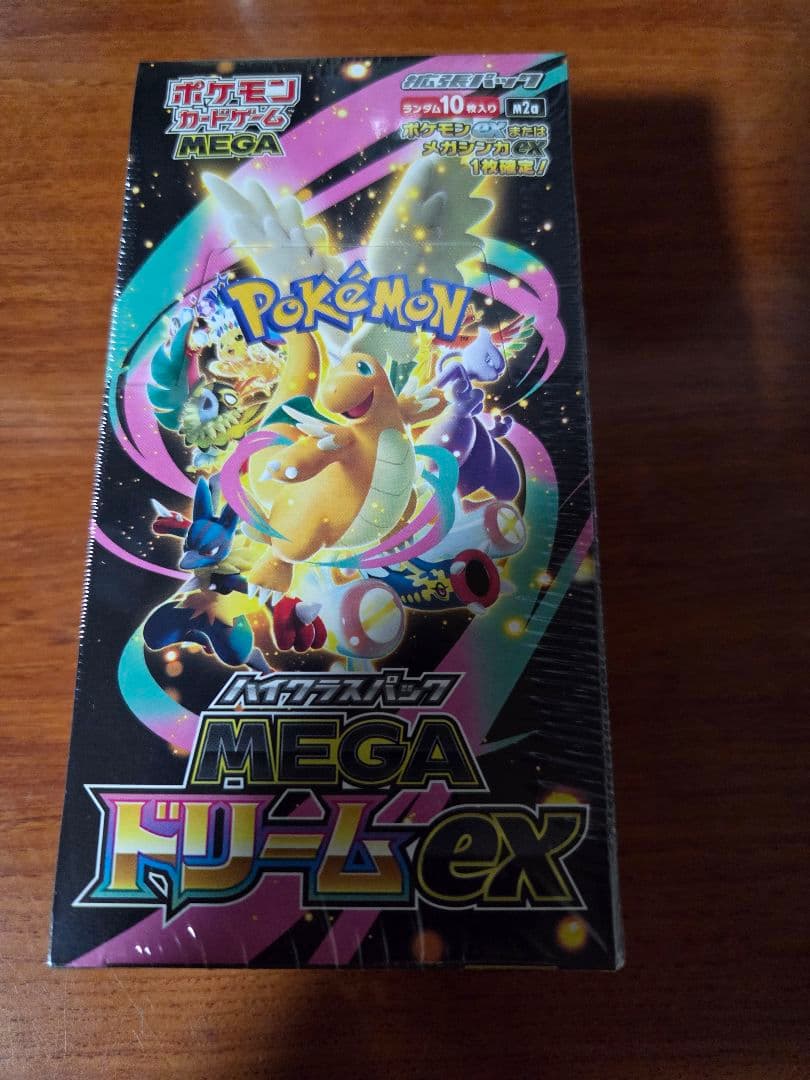 ポケモン
カードゲーム
MEGA
拡張パック
ランダム10枚入り
M2a
ポケモンexまたは
メガシンカex
1枚確定!
POKÉMON
ハイクラスパック
MEGA
ドリームex